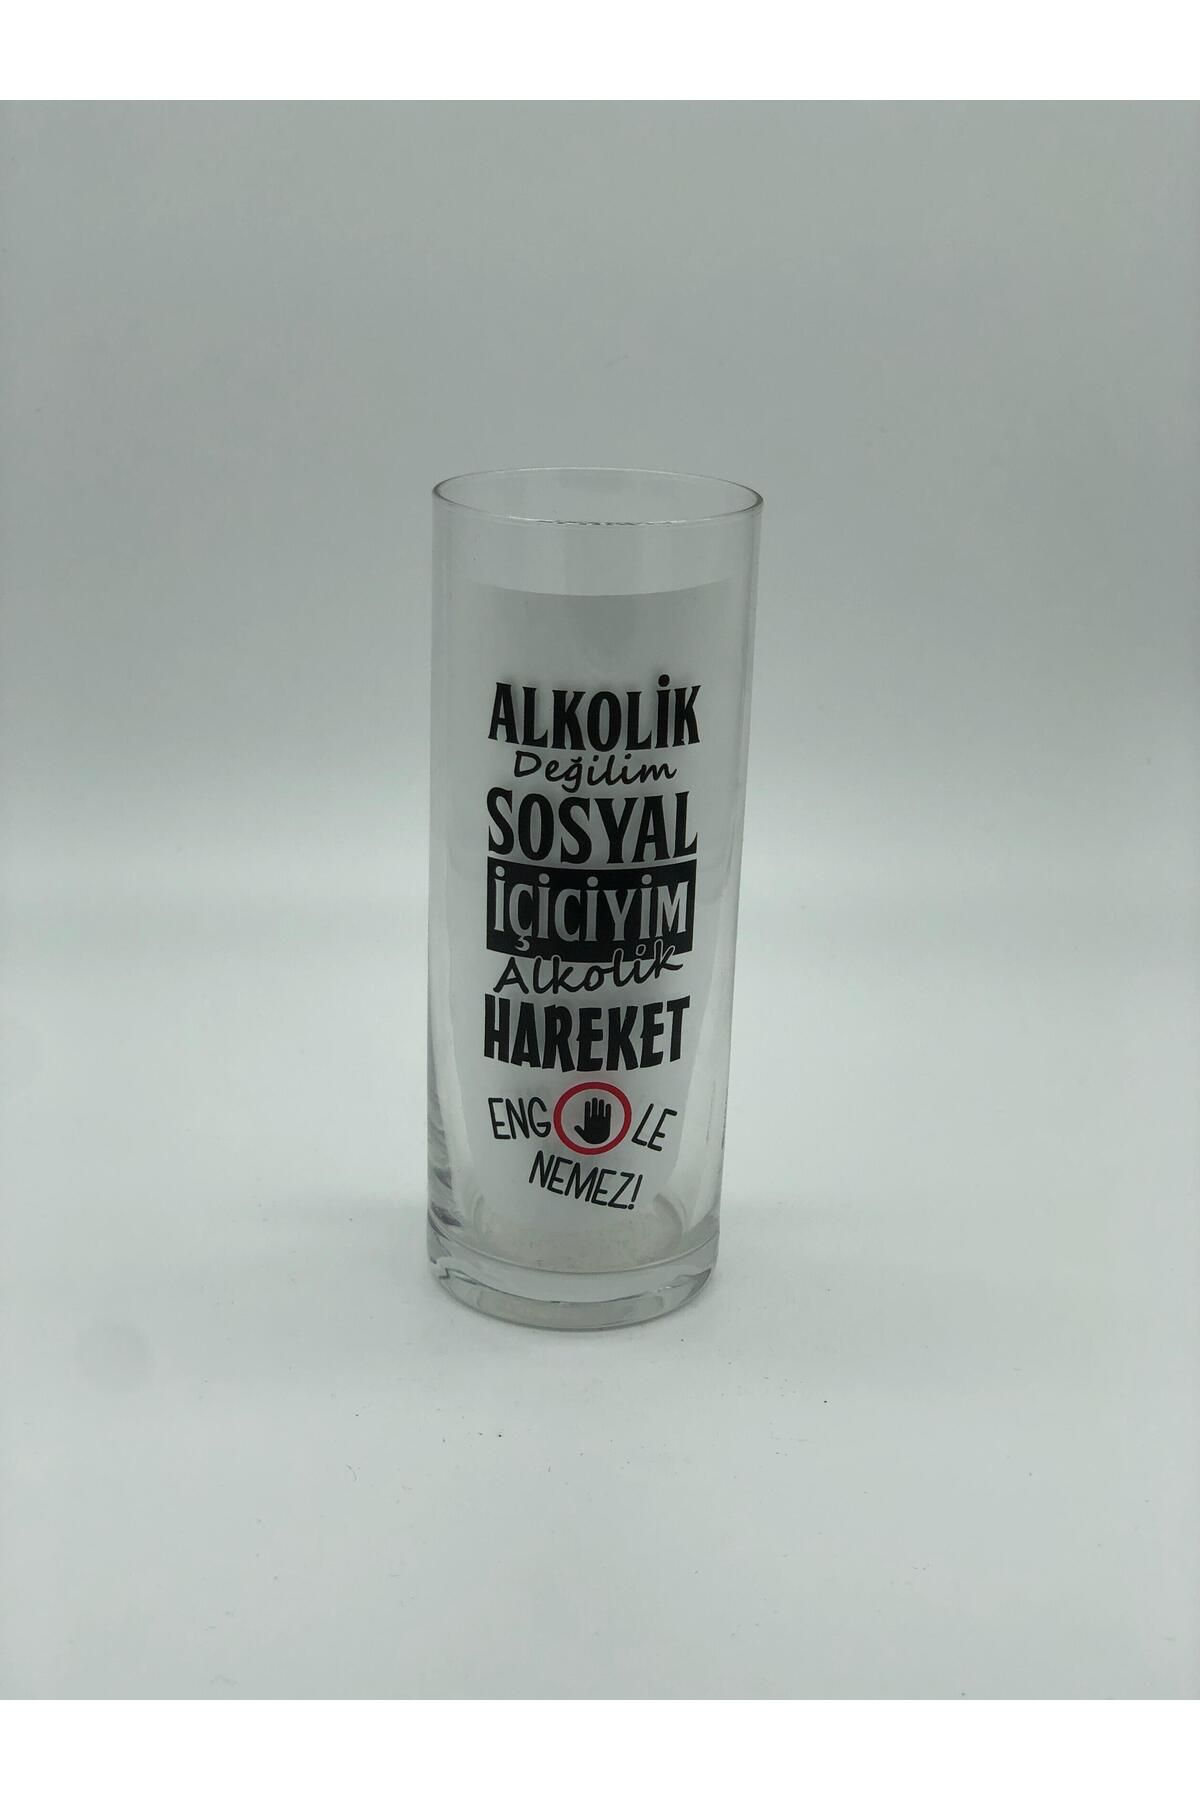 ALKOLİK
Değilim
SOSYAL
İÇİCİYİM
Alkolik
HAREKET
ENG LE
NEMEZ!